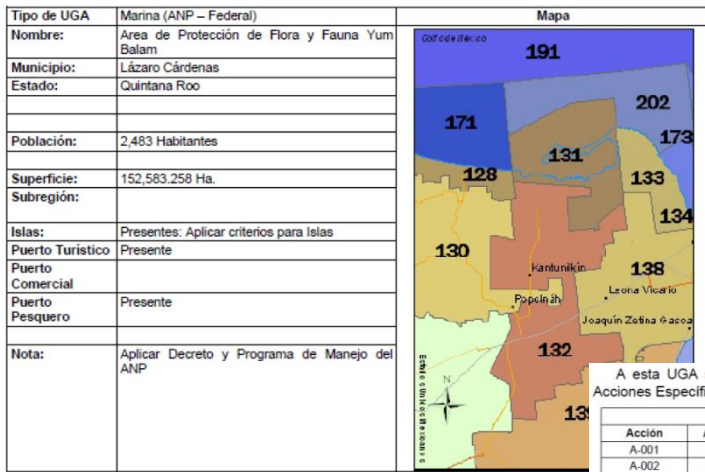 Tipo de UGA Marina (ANP – Federal) Mapa
Nombre: Area de Protección de Flora y Fauna Yum
Balam
Municipio: Lázaro Cárdenas
Estado: Quintana Roo
Población: 2,483 Habitantes
Superficie: 152,583.258 Ha.
Subregión:
Islas: Presentes: Aplicar criterios para Islas
Puerto Turístico Presente
Puerto
Comercial
Puerto Presente
Pesquero
Nota: Aplicar Decreto y Programa de Manejo del
ANP
Golfo de México
191
202
171
173
131
128
133
134
130
Kantunilkín
138
Leona Vicario
Popolnáh
Joaquín Zetina Gasca
132
N
Estados Unidos Mexicanos
139
A esta UGA
Acciones Específi
Acción A
A-001
A-002